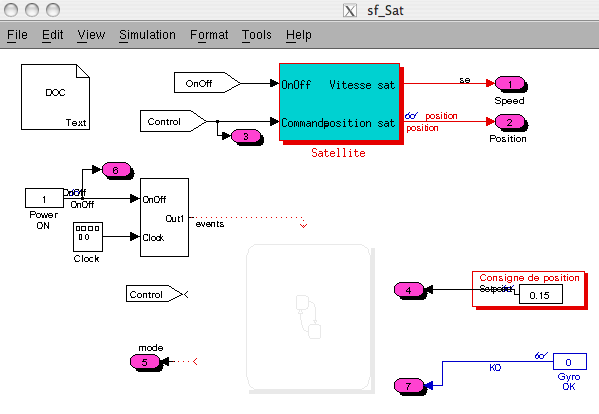 X sf_Sat
File Edit View Simulation Format Tools Help
DOC
Text
OnOff
Control
3
OnOff Vitesse sat
Commande position sat
Satellite
se
1
Speed
position
position
2
Position
6
OnOff
1
OnOff
Power
ON
OnOff
Out1
Clock
events
Clock
Control
mode
5
4
Consigne de position
Setpoint
0.15
7
KO
0
Gyro
OK